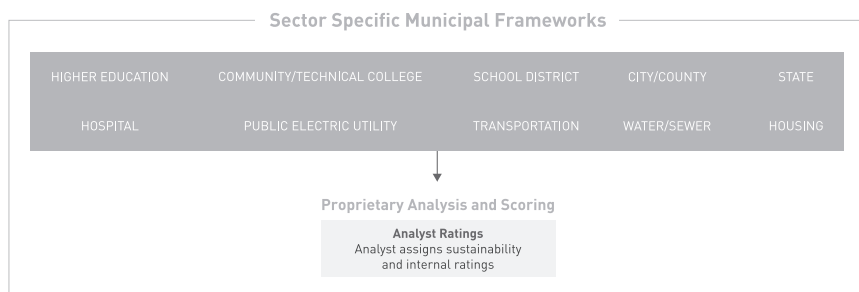 Sector Specific Municipal Frameworks
HIGHER EDUCATION COMMUNITY/TECHNICAL COLLEGE SCHOOL DISTRICT CITY/COUNTY STATE
HOSPITAL PUBLIC ELECTRIC UTILITY TRANSPORTATION WATER/SEWER HOUSING
Proprietary Analysis and Scoring
Analyst Ratings
Analyst assigns sustainability
and internal ratings